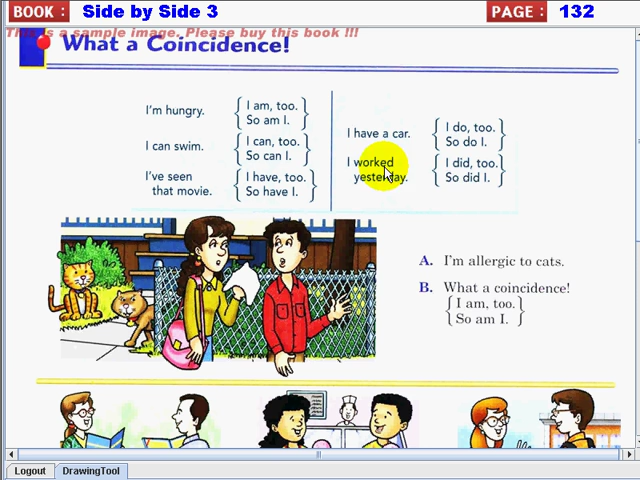 BOOK :
Side by Side 3
PAGE :
132
This is a sample image. Please buy this book !!!
What a Coincidence!
I'm hungry.
I am, too.
So am I.
I can swim.
I can, too.
So can I.
I've seen
that movie.
I have, too.
So have I.
I have a car.
I do, too.
So do I.
I worked
yesterday.
I did, too.
So did I.
A. I'm allergic to cats.
B. What a coincidence!
I am, too.
So am I.
Logout
DrawingTool